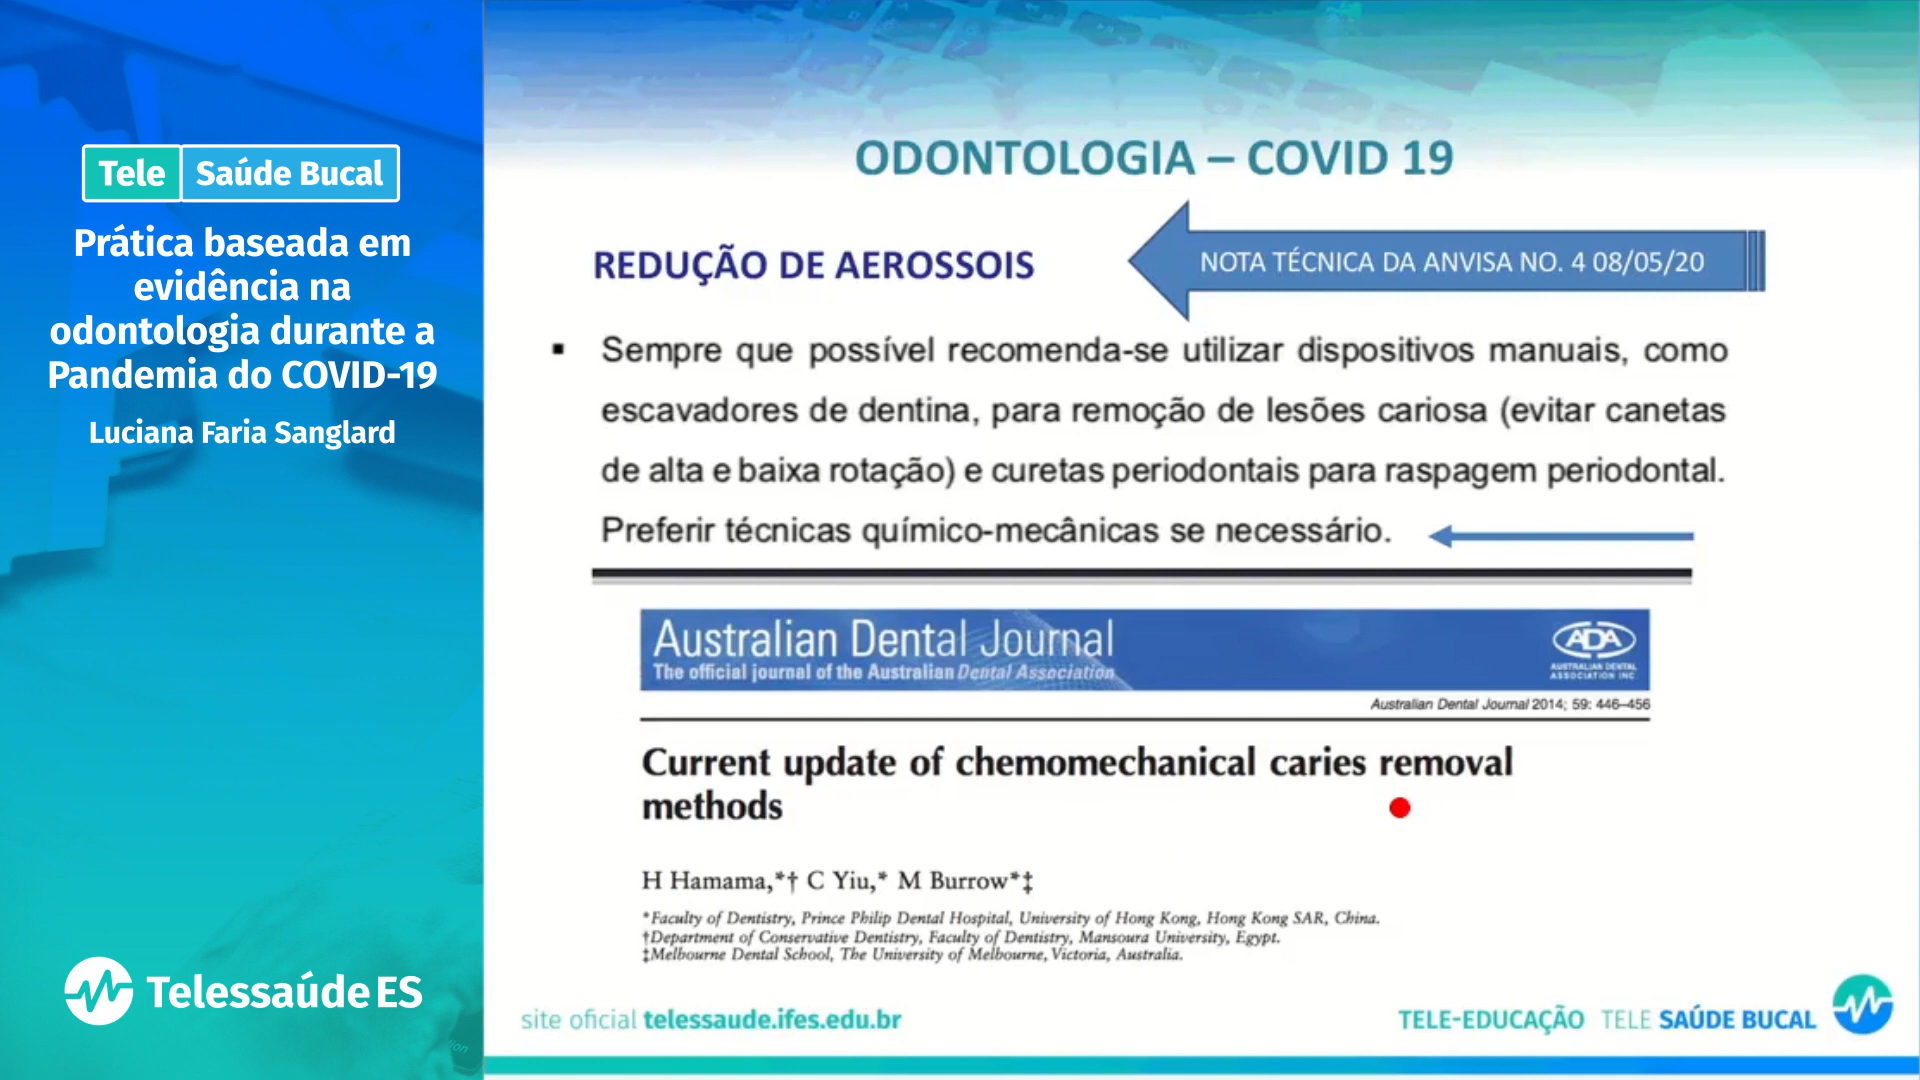 Tele Saúde Bucal
Prática baseada em
evidência na
odontologia durante a
Pandemia do COVID-19
Luciana Faria Sanglard
TelessaúdeES
ODONTOLOGIA – COVID 19
REDUÇÃO DE AEROSSOIS
NOTA TÉCNICA DA ANVISA NO. 4 08/05/20
▪ Sempre que possível recomenda-se utilizar dispositivos manuais, como
escavadores de dentina, para remoção de lesões cariosa (evitar canetas
de alta e baixa rotação) e curetas periodontais para raspagem periodontal.
Preferir técnicas químico-mecânicas se necessário.
Australian Dental Journal
The official journal of the Australian Dental Association
ADA
AUSTRALIAN DENTAL
ASSOCIATION INC
Australian Dental Journal 2014; 59: 446–456
Current update of chemomechanical caries removal
methods
H Hamama,*† C Yiu,* M Burrow*‡
*Faculty of Dentistry, Prince Philip Dental Hospital, University of Hong Kong, Hong Kong SAR, China.
†Department of Conservative Dentistry, Faculty of Dentistry, Mansoura University, Egypt.
‡Melbourne Dental School, The University of Melbourne, Victoria, Australia.
site oficial telessaude.ifes.edu.br
TELE-EDUCAÇÃO TELE SAÚDE BUCAL